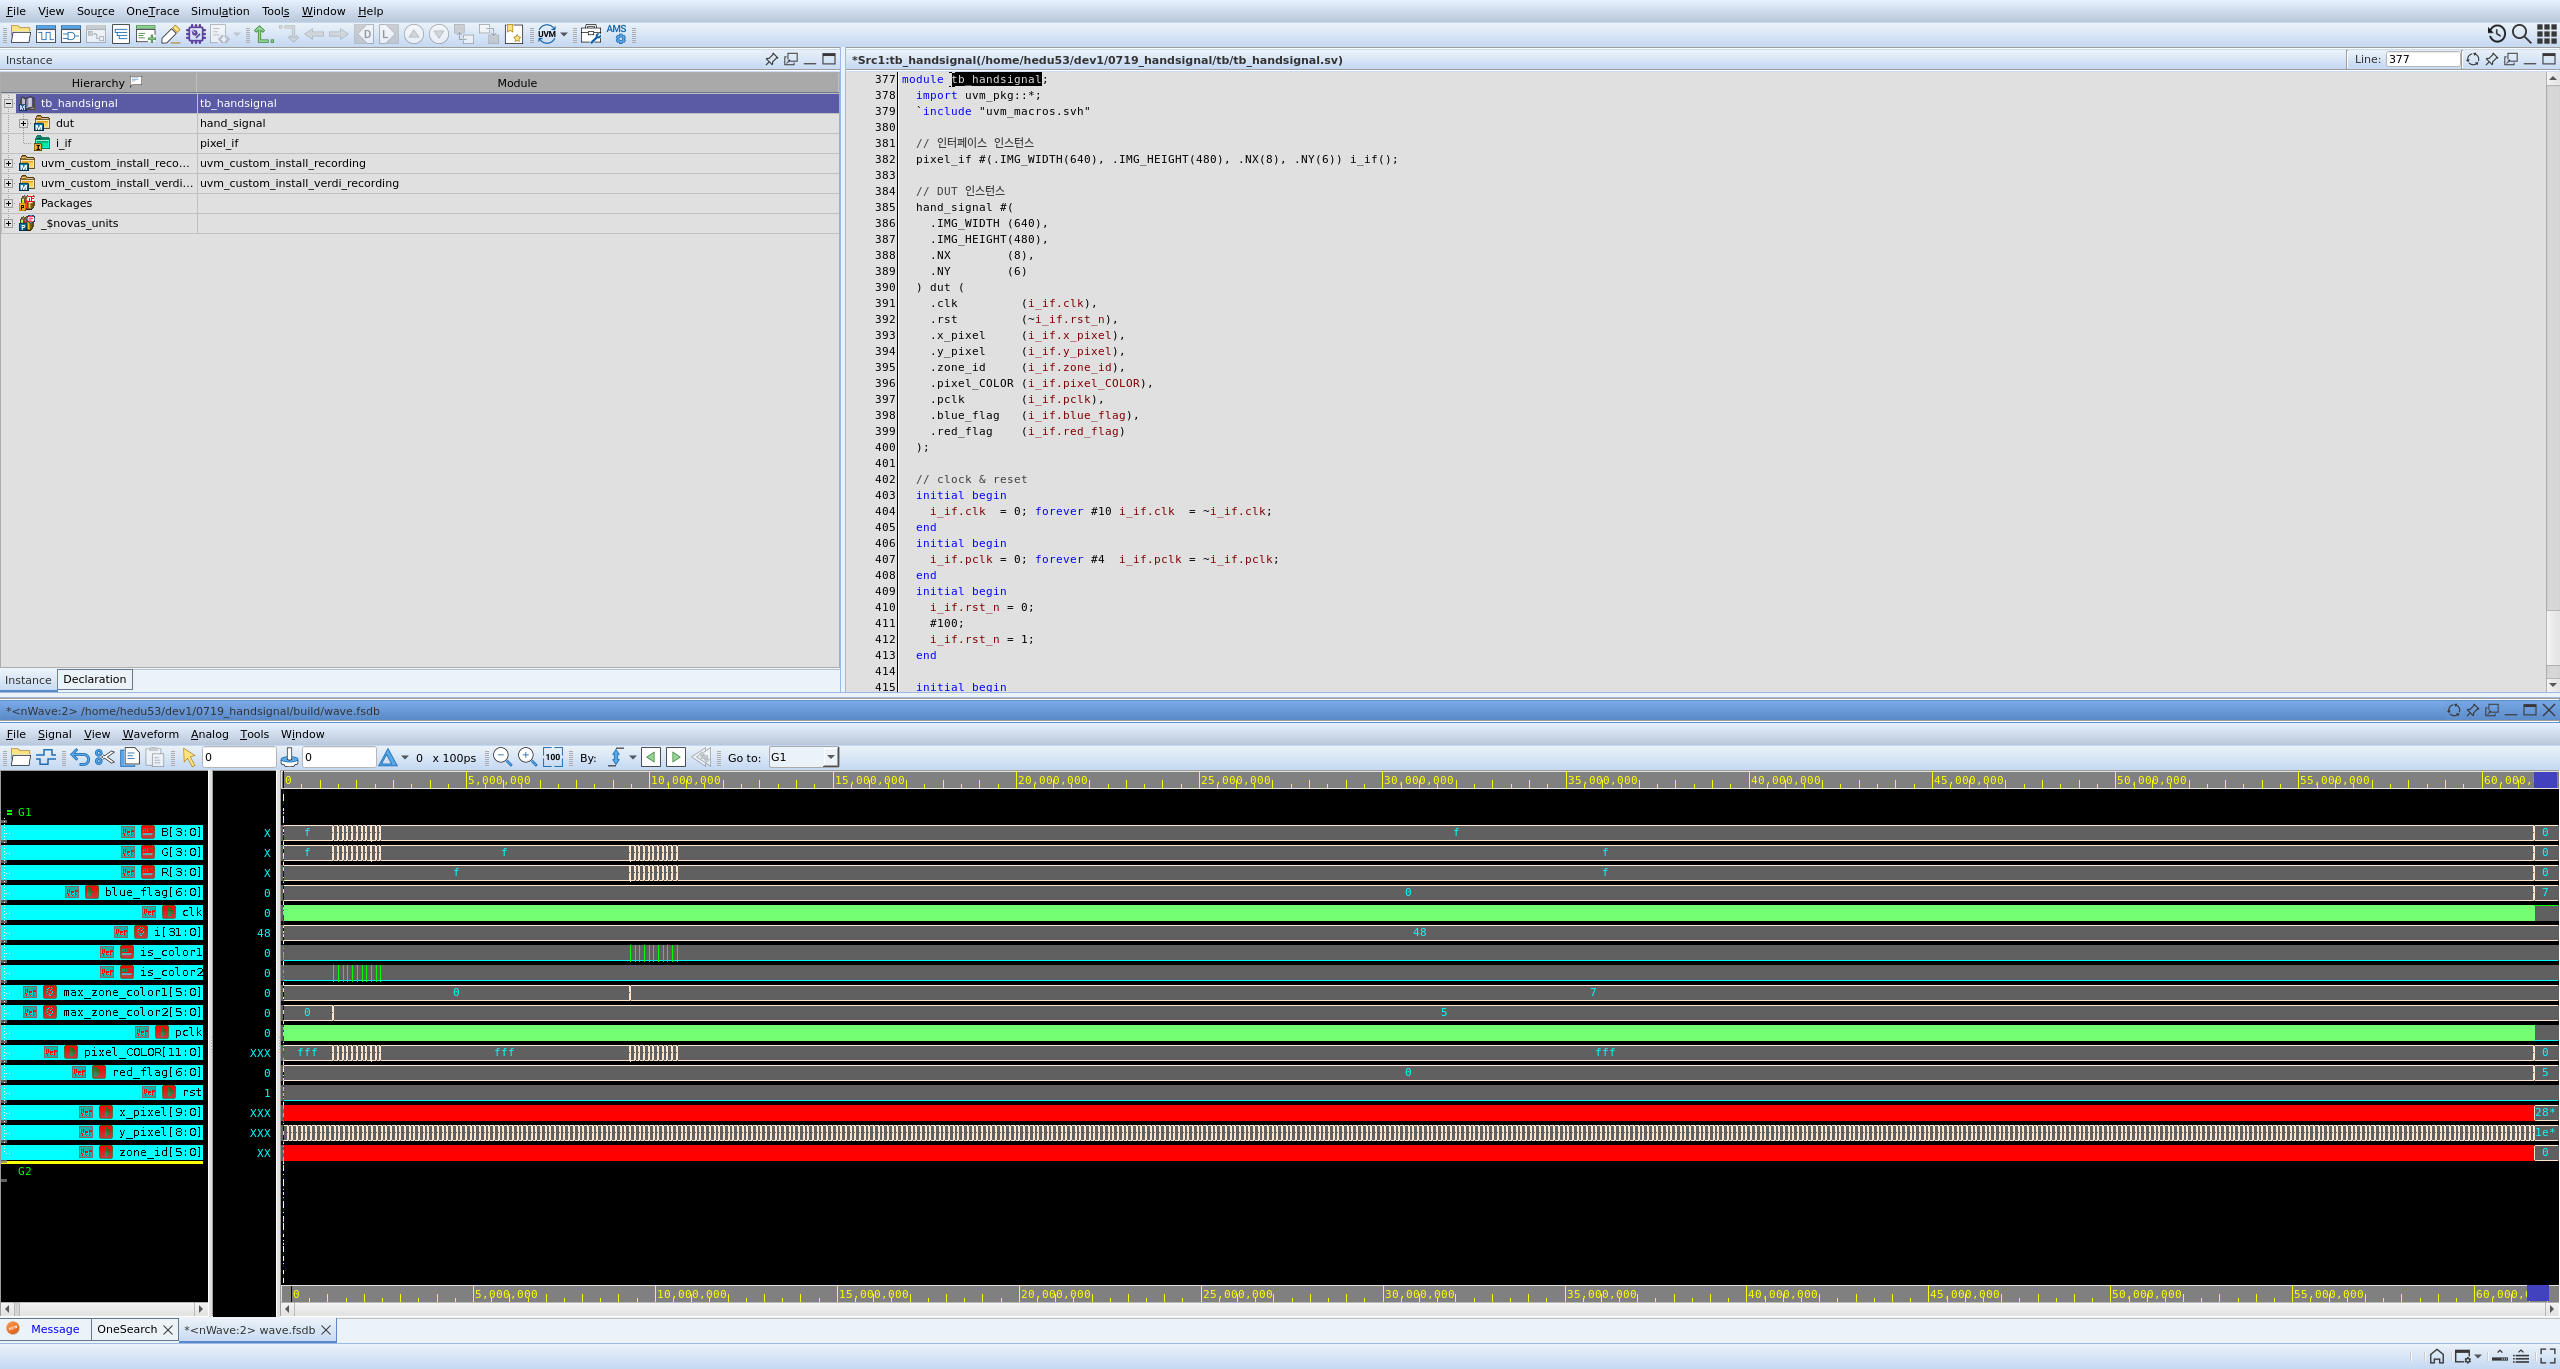 File View Source OneTrace Simulation Tools Window Help
UVM AMS
Instance
*Src1:tb_handsignal(/home/hedu53/dev1/0719_handsignal/tb/tb_handsignal.sv)
Line: 377
Hierarchy Module
tb_handsignal tb_handsignal
dut hand_signal
i_if pixel_if
uvm_custom_install_reco... uvm_custom_install_recording
uvm_custom_install_verdi... uvm_custom_install_verdi_recording
Packages
_$novas_units
Instance Declaration
377 module tb_handsignal;
378 import uvm_pkg::*;
379 `include "uvm_macros.svh"
380
381 // 인터페이스 인스턴스
382 pixel_if #(.IMG_WIDTH(640), .IMG_HEIGHT(480), .NX(8), .NY(6)) i_if();
383
384 // DUT 인스턴스
385 hand_signal #(
386 .IMG_WIDTH (640),
387 .IMG_HEIGHT(480),
388 .NX (8),
389 .NY (6)
390 ) dut (
391 .clk (i_if.clk),
392 .rst (~i_if.rst_n),
393 .x_pixel (i_if.x_pixel),
394 .y_pixel (i_if.y_pixel),
395 .zone_id (i_if.zone_id),
396 .pixel_COLOR (i_if.pixel_COLOR),
397 .pclk (i_if.pclk),
398 .blue_flag (i_if.blue_flag),
399 .red_flag (i_if.red_flag)
400 );
401
402 // clock & reset
403 initial begin
404 i_if.clk = 0; forever #10 i_if.clk = ~i_if.clk;
405 end
406 initial begin
407 i_if.pclk = 0; forever #4 i_if.pclk = ~i_if.pclk;
408 end
409 initial begin
410 i_if.rst_n = 0;
411 #100;
412 i_if.rst_n = 1;
413 end
414
415 initial begin
*<nWave:2> /home/hedu53/dev1/0719_handsignal/build/wave.fsdb
File Signal View Waveform Analog Tools Window
0 0 0 x 100ps 100 By: Go to: G1
0 5,000,000 10,000,000 15,000,000 20,000,000 25,000,000 30,000,000 35,000,000 40,000,000 45,000,000 50,000,000 55,000,000 60,000,
G1
B[3:0] X f f 0
G[3:0] X f f f 0
R[3:0] X f f 0
blue_flag[6:0] 0 0 7
clk 0
i[31:0] 48 48
is_color1 0
is_color2 0
max_zone_color1[5:0] 0 0 7
max_zone_color2[5:0] 0 0 5
pclk 0
pixel_COLOR[11:0] XXX fff fff fff 0
red_flag[6:0] 0 0 5
rst 1
x_pixel[9:0] XXX 28*
y_pixel[8:0] XXX 1e*
zone_id[5:0] XX 0
G2
0 5,000,000 10,000,000 15,000,000 20,000,000 25,000,000 30,000,000 35,000,000 40,000,000 45,000,000 50,000,000 55,000,000 60,000,
Message OneSearch *<nWave:2> wave.fsdb